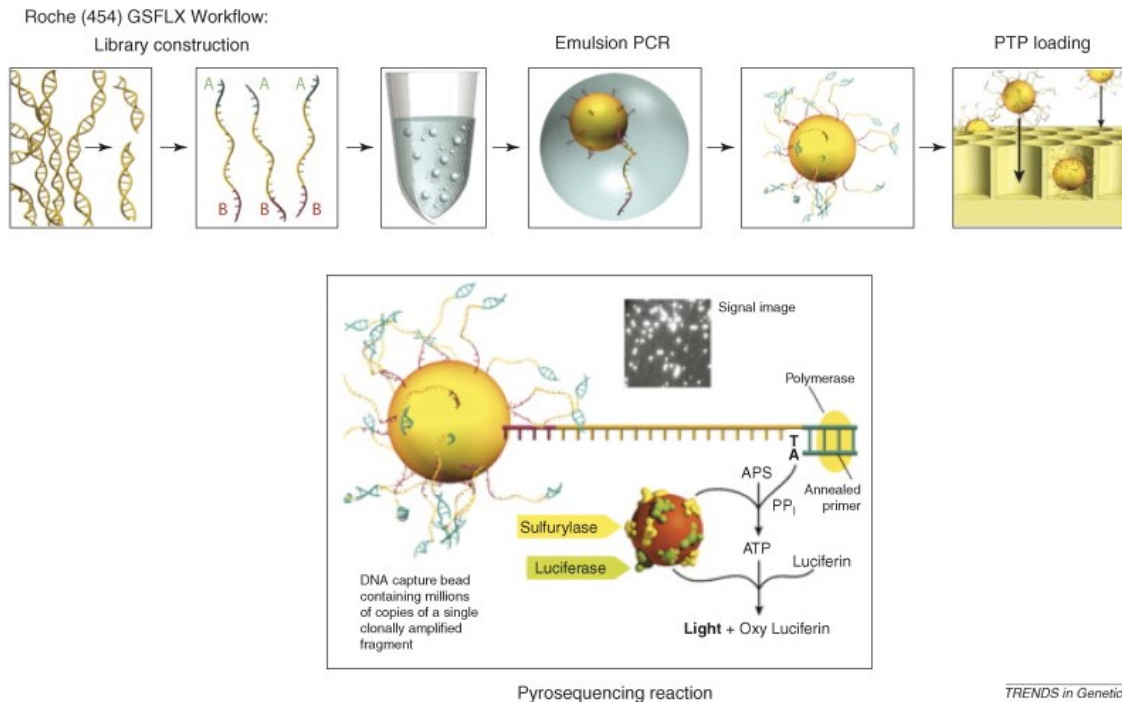 Roche (454) GSFLX Workflow:
Library construction
Emulsion PCR
PTP loading
A
A
A
B
B
B
Signal image
Polymerase
T
A
Annealed
primer
APS
PPI
Sulfurylase
Luciferase
ATP
Luciferin
DNA capture bead
containing millions
of copies of a single
clonally amplified
fragment
Light + Oxy Luciferin
Pyrosequencing reaction
TRENDS in Genetic